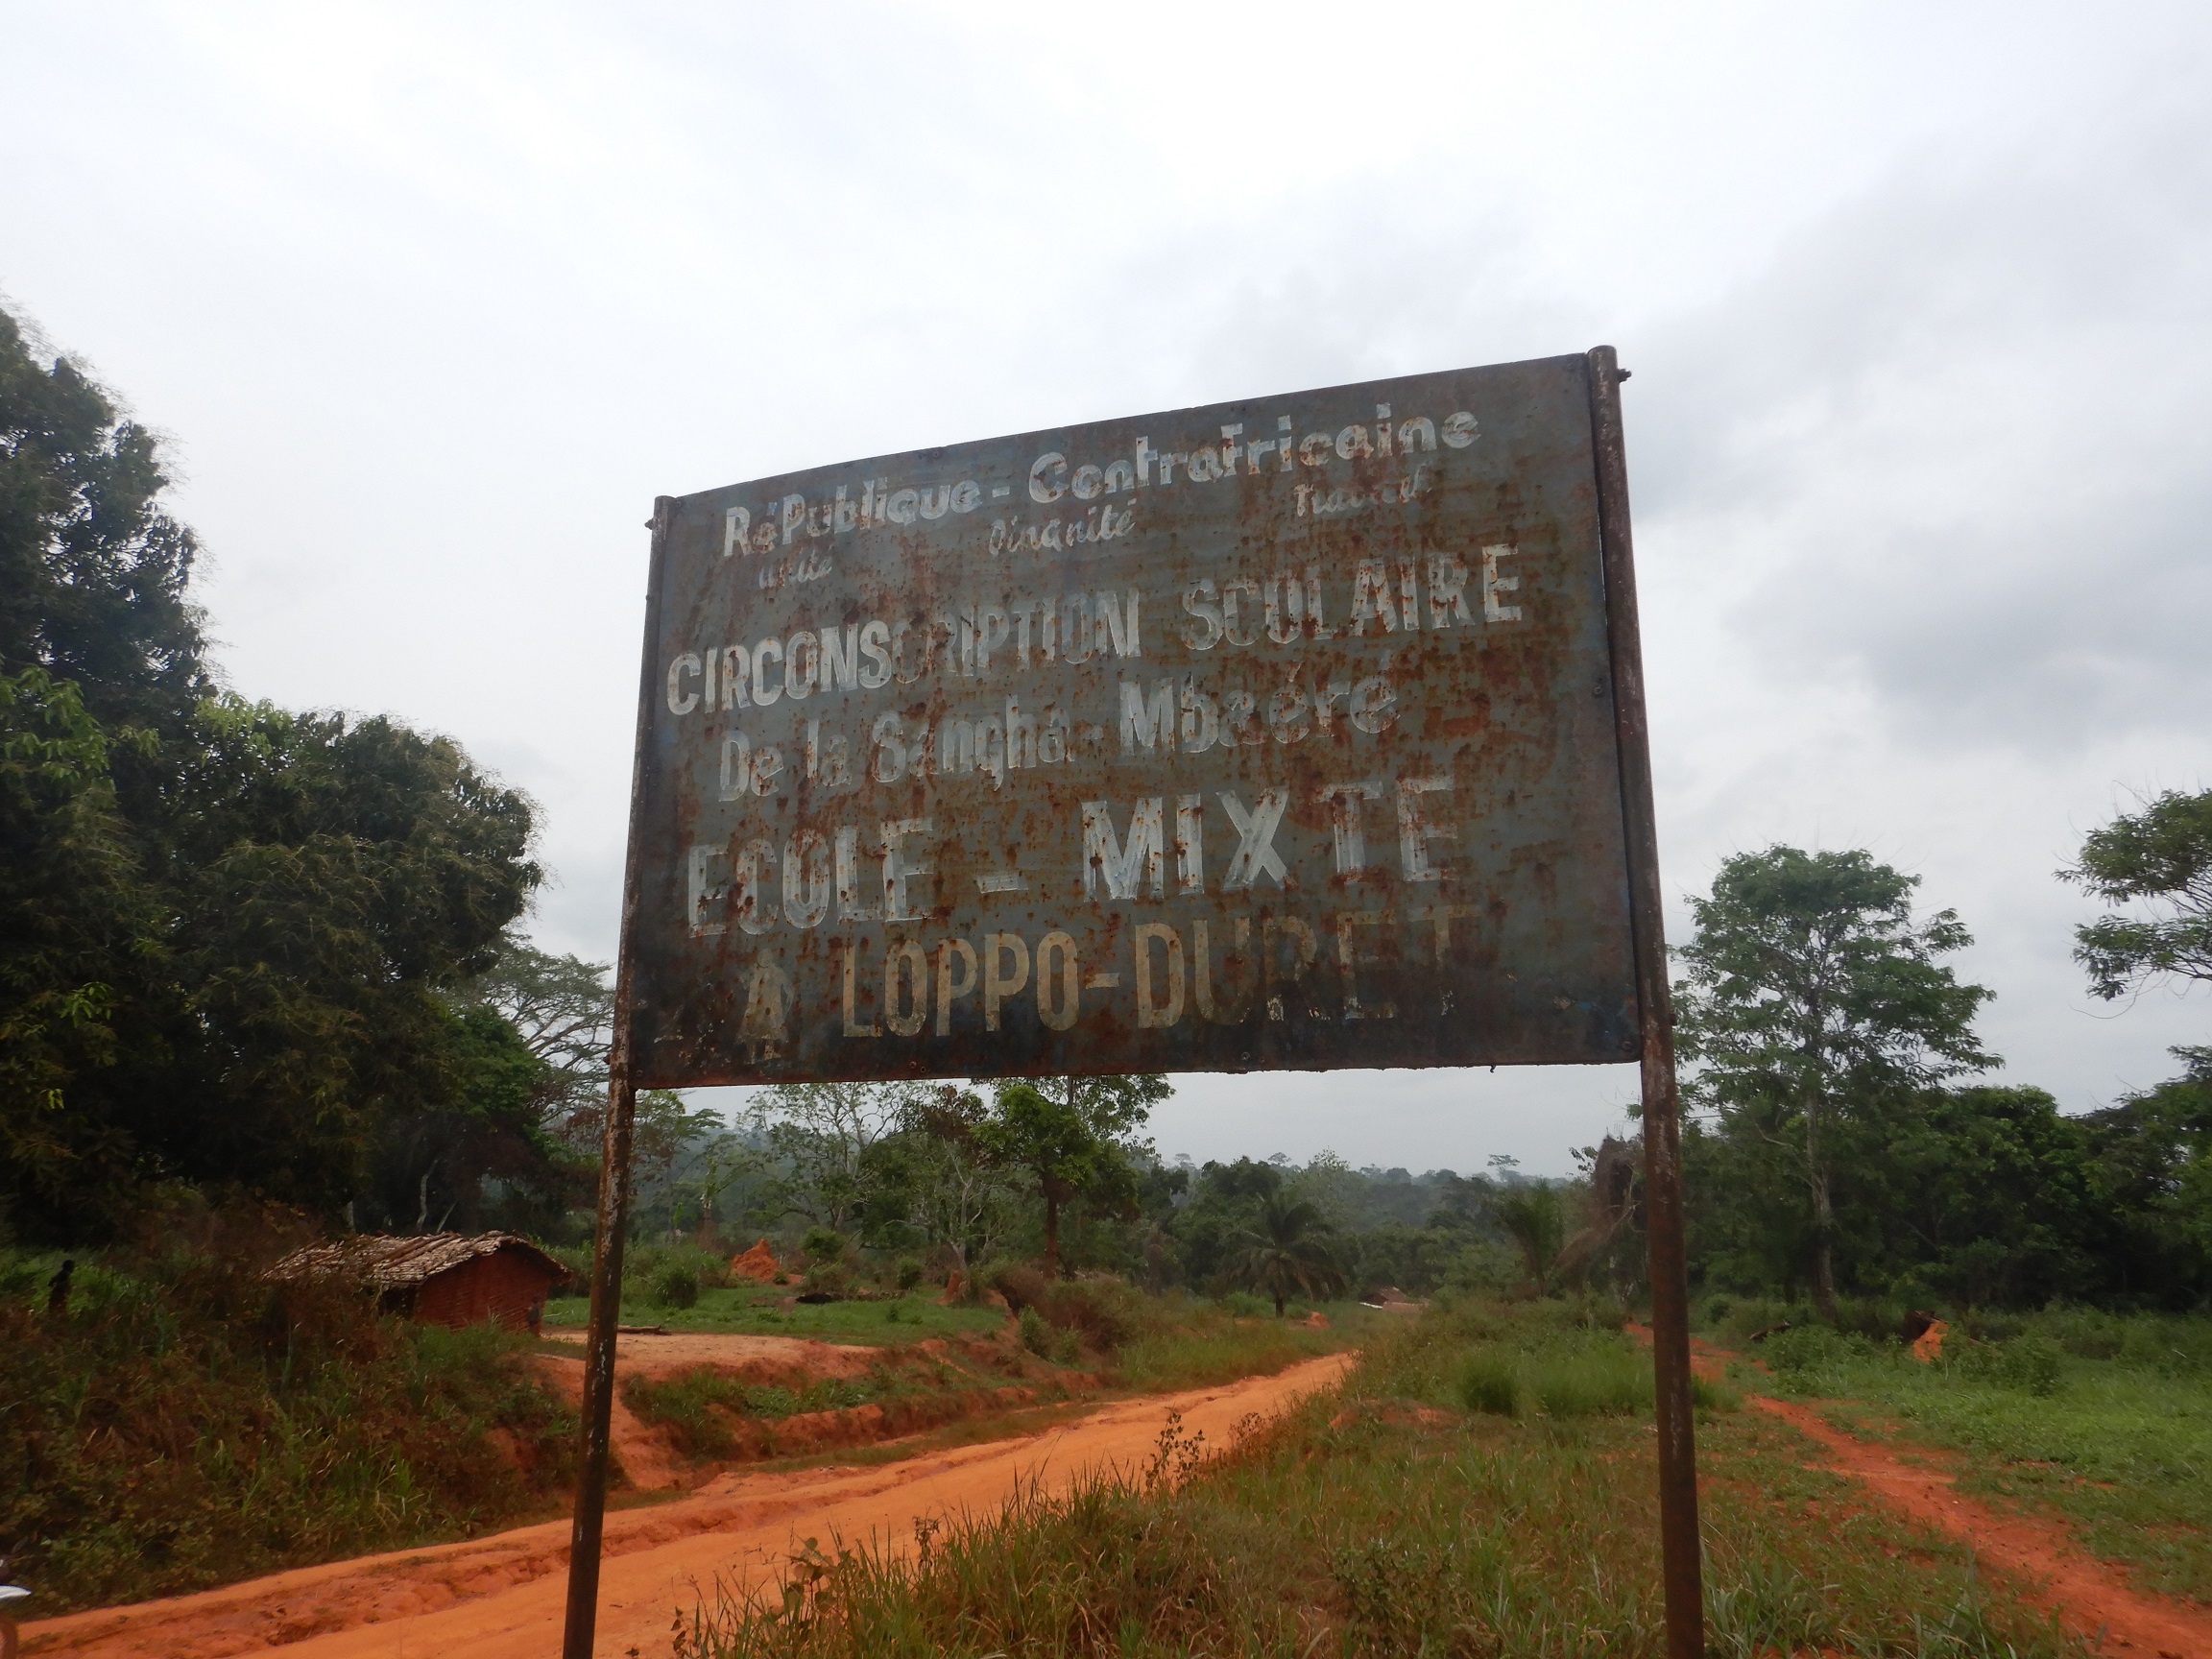 RéPublique - Centrafricaine
Unité Dignité Travail
CIRCONSCRIPTION SCOLAIRE
De la Sangha - Mbaéré
ECOLE - MIXTE
A LOPPO-DURET